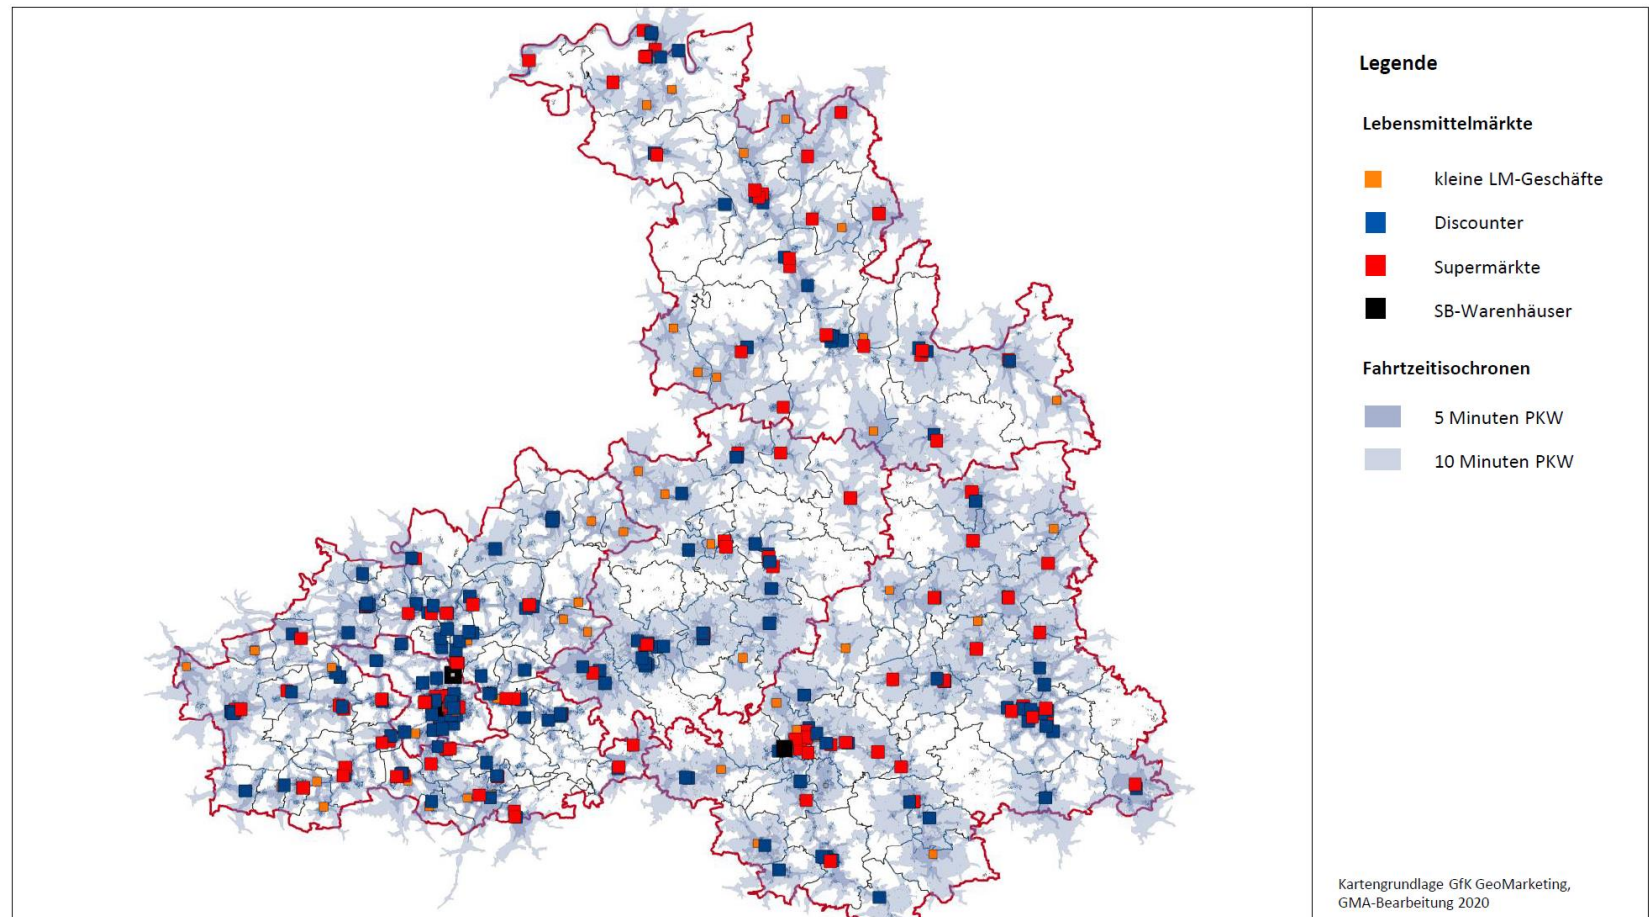 Legende
Lebensmittelmärkte
kleine LM-Geschäfte
Discounter
Supermärkte
SB-Warenhäuser
Fahrtzeitisochronen
5 Minuten PKW
10 Minuten PKW
Kartengrundlage GfK GeoMarketing,
GMA-Bearbeitung 2020